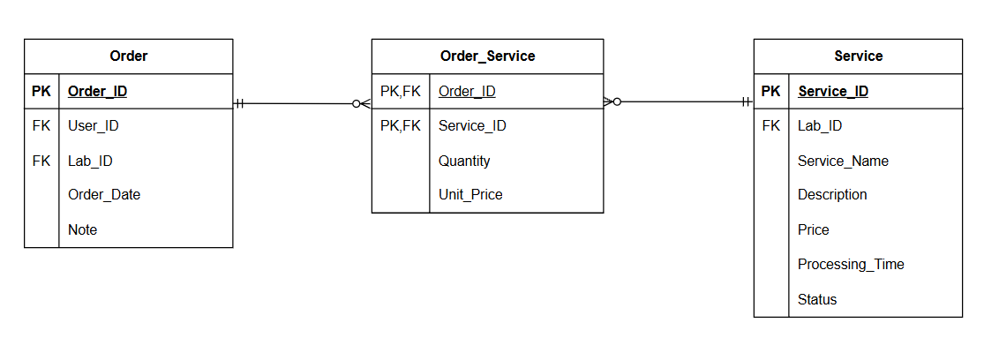 Order
PK Order_ID
FK User_ID
FK Lab_ID
Order_Date
Note
Order_Service
PK,FK Order_ID
PK,FK Service_ID
Quantity
Unit_Price
Service
PK Service_ID
FK Lab_ID
Service_Name
Description
Price
Processing_Time
Status